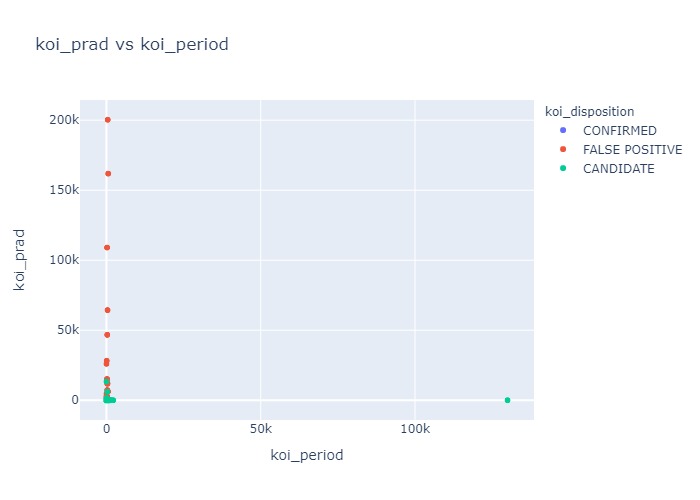 koi_prad vs koi_period
koi_disposition
CONFIRMED
FALSE POSITIVE
CANDIDATE
200k
150k
100k
50k
0
koi_prad
0
50k
100k
koi_period